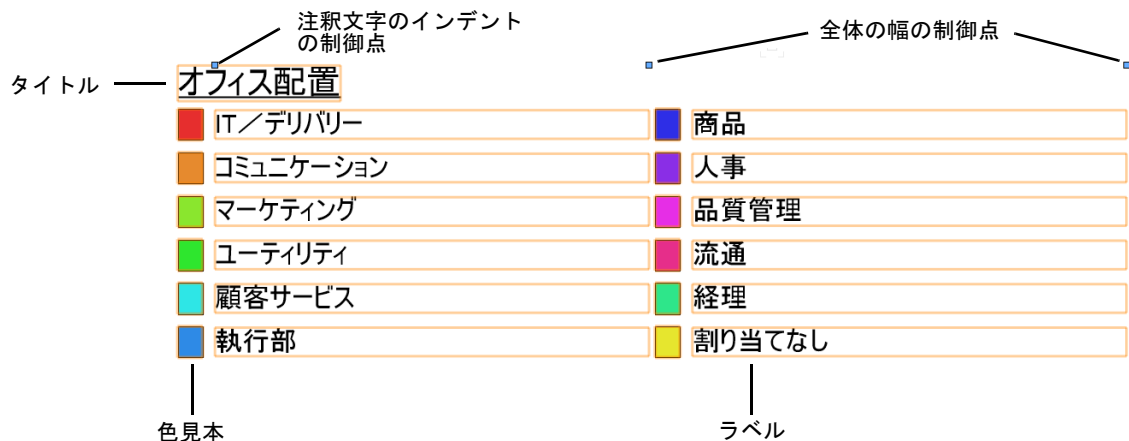 注釈文字のインデント
の制御点
全体の幅の制御点
タイトル
オフィス配置
IT／デリバリー
商品
コミュニケーション
人事
マーケティング
品質管理
ユーティリティ
流通
顧客サービス
経理
執行部
割り当てなし
色見本
ラベル